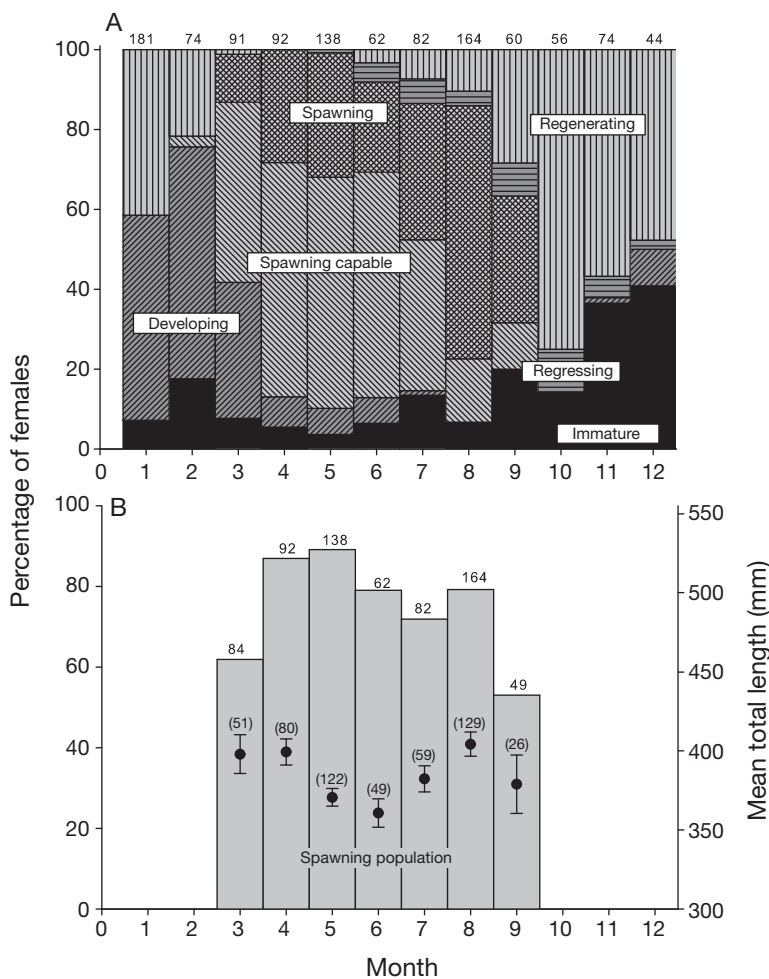 A
181 74 91 92 138 62 82 164 60 56 74 44
100
80
60
40
20
0
Spawning
Regenerating
Spawning capable
Developing
Regressing
Immature
0 1 2 3 4 5 6 7 8 9 10 11 12
Percentage of females
B
100
80
60
40
20
0
84 92 138 62 82 164 49
(51) (80) (122) (49) (59) (129) (26)
Spawning population
550
500
450
400
350
300
Mean total length (mm)
0 1 2 3 4 5 6 7 8 9 10 11 12
Month